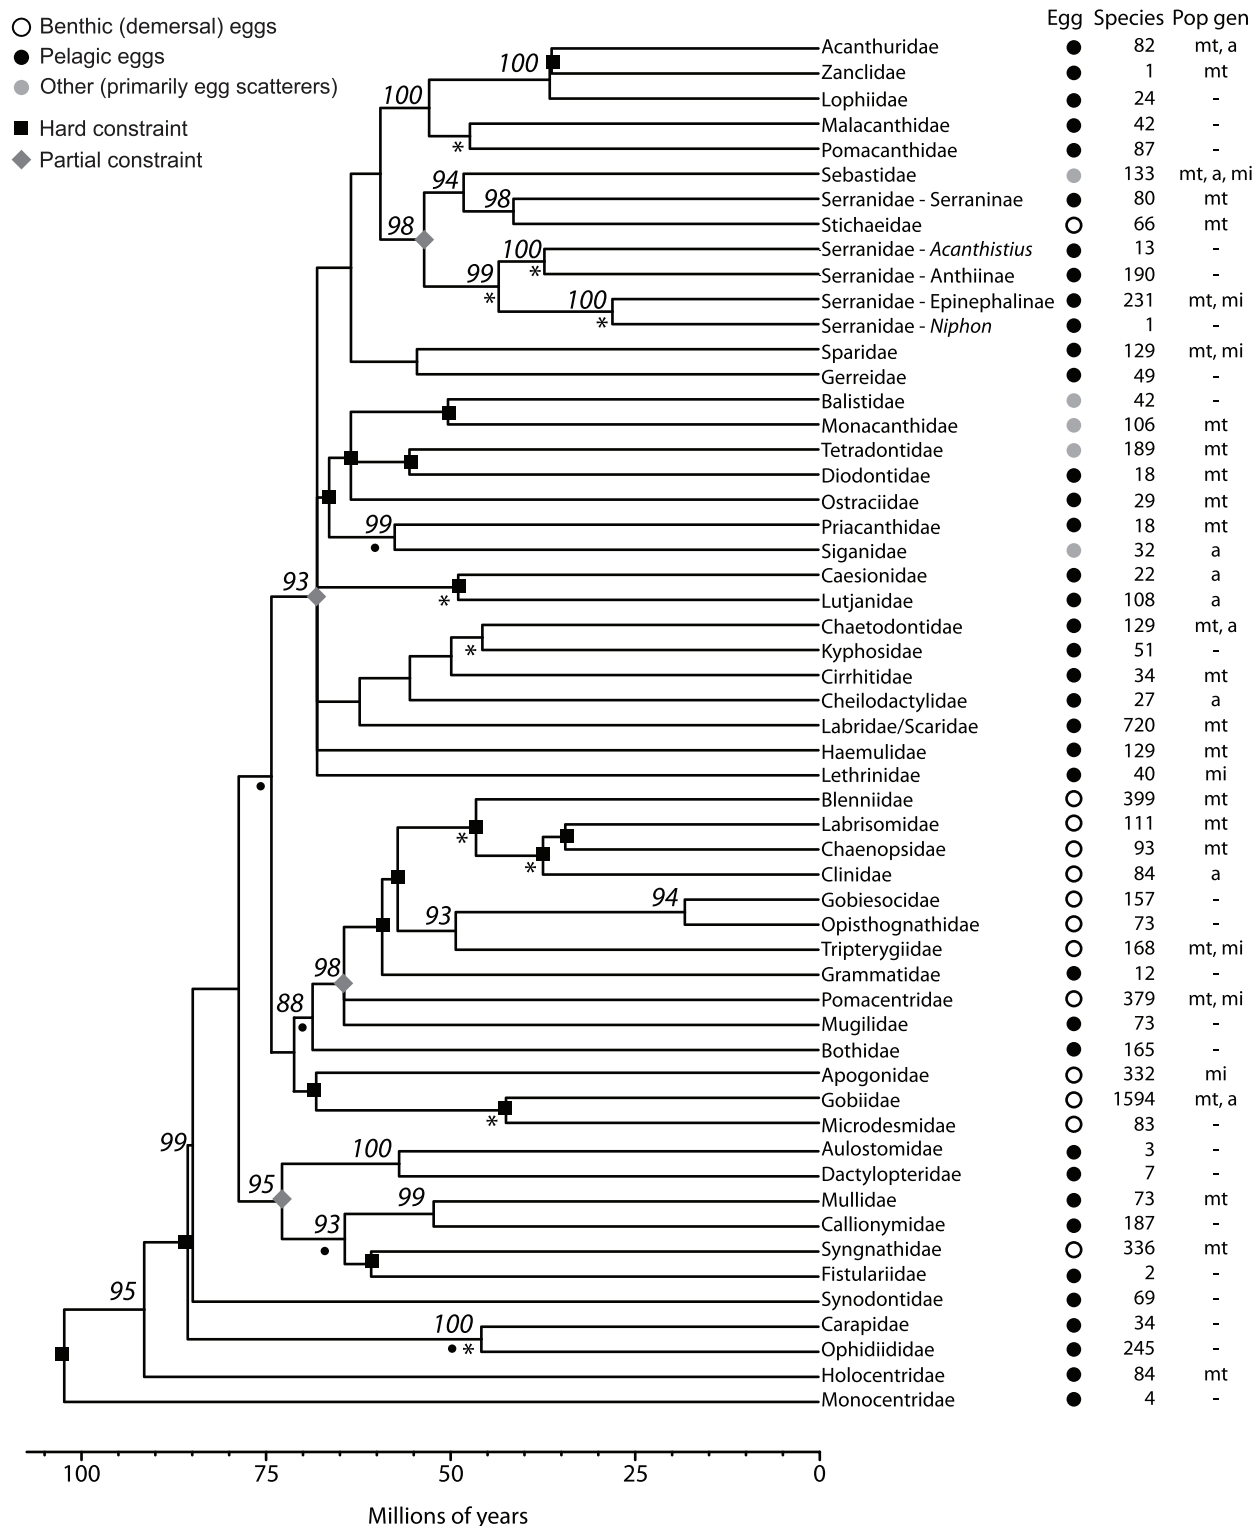 Benthic (demersal) eggs
Pelagic eggs
Other (primarily egg scatterers)
Hard constraint
Partial constraint
Egg Species Pop gen
Acanthuridae 82 mt, a
100
Zanclidae 1 mt
Lophiidae 24 -
100
Malacanthidae 42 -
* Pomacanthidae 87 -
Sebastidae 133 mt, a, mi
94
Serranidae - Serraninae 80 mt
98
Stichaeidae 66 mt
98
Serranidae - Acanthistius 13 -
100
* Serranidae - Anthiinae 190 -
99
* Serranidae - Epinephalinae 231 mt, mi
100
* Serranidae - Niphon 1 -
Sparidae 129 mt, mi
Gerreidae 49 -
Balistidae 42 -
Monacanthidae 106 mt
Tetradontidae 189 mt
Diodontidae 18 mt
Ostraciidae 29 mt
99 Priacanthidae 18 mt
Siganidae 32 a
Caesionidae 22 a
93
* Lutjanidae 108 a
Chaetodontidae 129 mt, a
* Kyphosidae 51 -
Cirrhitidae 34 mt
Cheilodactylidae 27 a
Labridae/Scaridae 720 mt
Haemulidae 129 mt
Lethrinidae 40 mi
Blenniidae 399 mt
Labrisomidae 111 mt
*
Chaenopsidae 93 mt
* Clinidae 84 a
94 Gobiesocidae 157 -
93 Opisthognathidae 73 -
Tripterygiidae 168 mt, mi
98 Grammatidae 12 -
88 Pomacentridae 379 mt, mi
Mugilidae 73 -
Bothidae 165 -
Apogonidae 332 mi
Gobiidae 1594 mt, a
* Microdesmidae 83 -
99 100 Aulostomidae 3 -
Dactylopteridae 7 -
95 99 Mullidae 73 mt
93 Callionymidae 187 -
Syngnathidae 336 mt
Fistulariidae 2 -
95 Synodontidae 69 -
100 Carapidae 34 -
* Ophidiididae 245 -
Holocentridae 84 mt
Monocentridae 4 -
100 75 50 25 0
Millions of years